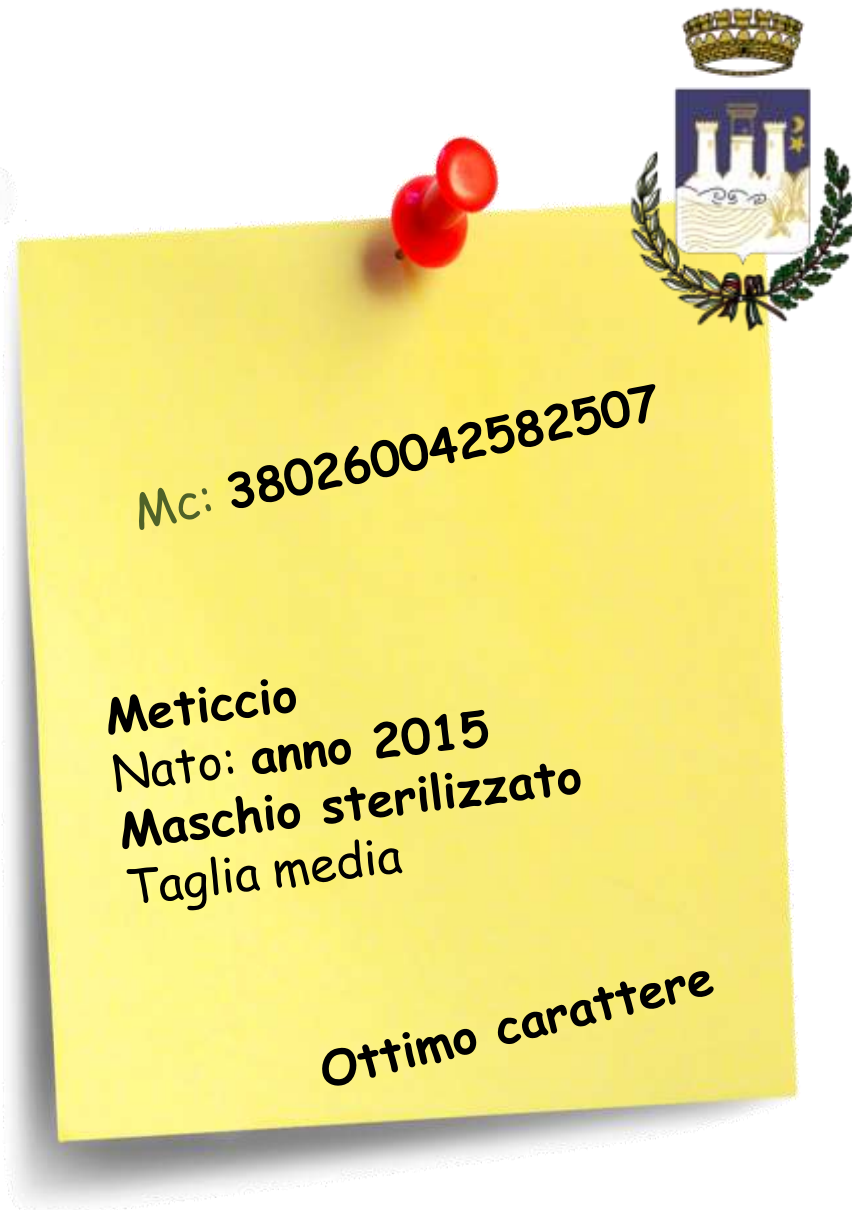 Mc: 380260042582507
Meticcio
Nato: anno 2015
Maschio sterilizzato
Taglia media
Ottimo carattere